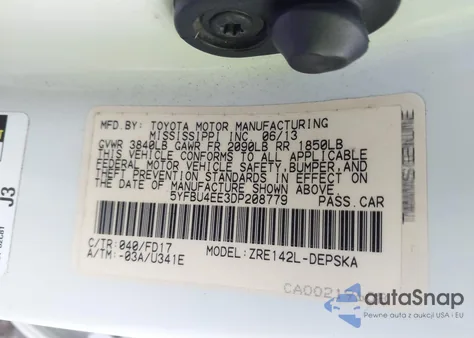 MFD.BY: TOYOTA MOTOR MANUFACTURING
MISSISSIPPI INC. 06/13
GVWR 3840LB GAWR FR 2090LB RR 1850LB
THIS VEHICLE CONFORMS TO ALL APPLICABLE
FEDERAL MOTOR VEHICLE SAFETY, BUMPER, AND
THEFT PREVENTION STANDARDS IN EFFECT ON
THE DATE OF MANUFACTURE SHOWN ABOVE.
5YFBU4EE3DP208779 PASS.CAR
C/TR: 040/FD17 MODEL: ZRE142L-DEPSKA
A/TM: -03A/U341E
J3
autoSnap
Pewne auta z aukcji USA i EU